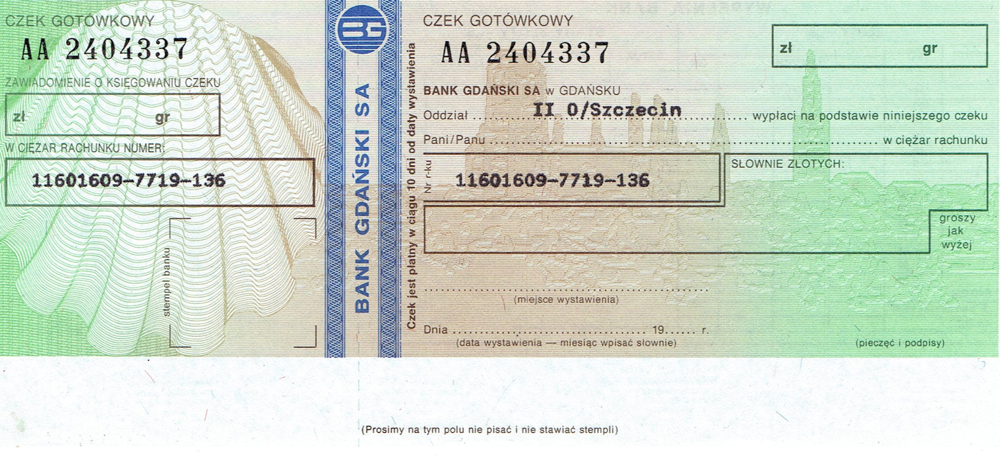 CZEK GOTÓWKOWY
AA 2404337
ZAWIADOMIENIE O KSIĘGOWANIU CZEKU
zł gr
W CIĘŻAR RACHUNKU NUMER:
11601609-7719-136
stempel banku
BG
BANK GDAŃSKI SA
Czek jest płatny w ciągu 10 dni od daty wystawienia
CZEK GOTÓWKOWY
AA 2404337
zł gr
BANK GDAŃSKI SA w GDAŃSKU
Oddział II O/Szczecin wypłaci na podstawie niniejszego czeku
Pani/Panu w ciężar rachunku
Nr r-ku 11601609-7719-136
SŁOWNIE ZŁOTYCH:
groszy
jak
wyżej
(miejsce wystawienia)
Dnia 19 r.
(data wystawienia — miesiąc wpisać słownie)
(pieczęć i podpisy)
(Prosimy na tym polu nie pisać i nie stawiać stempli)